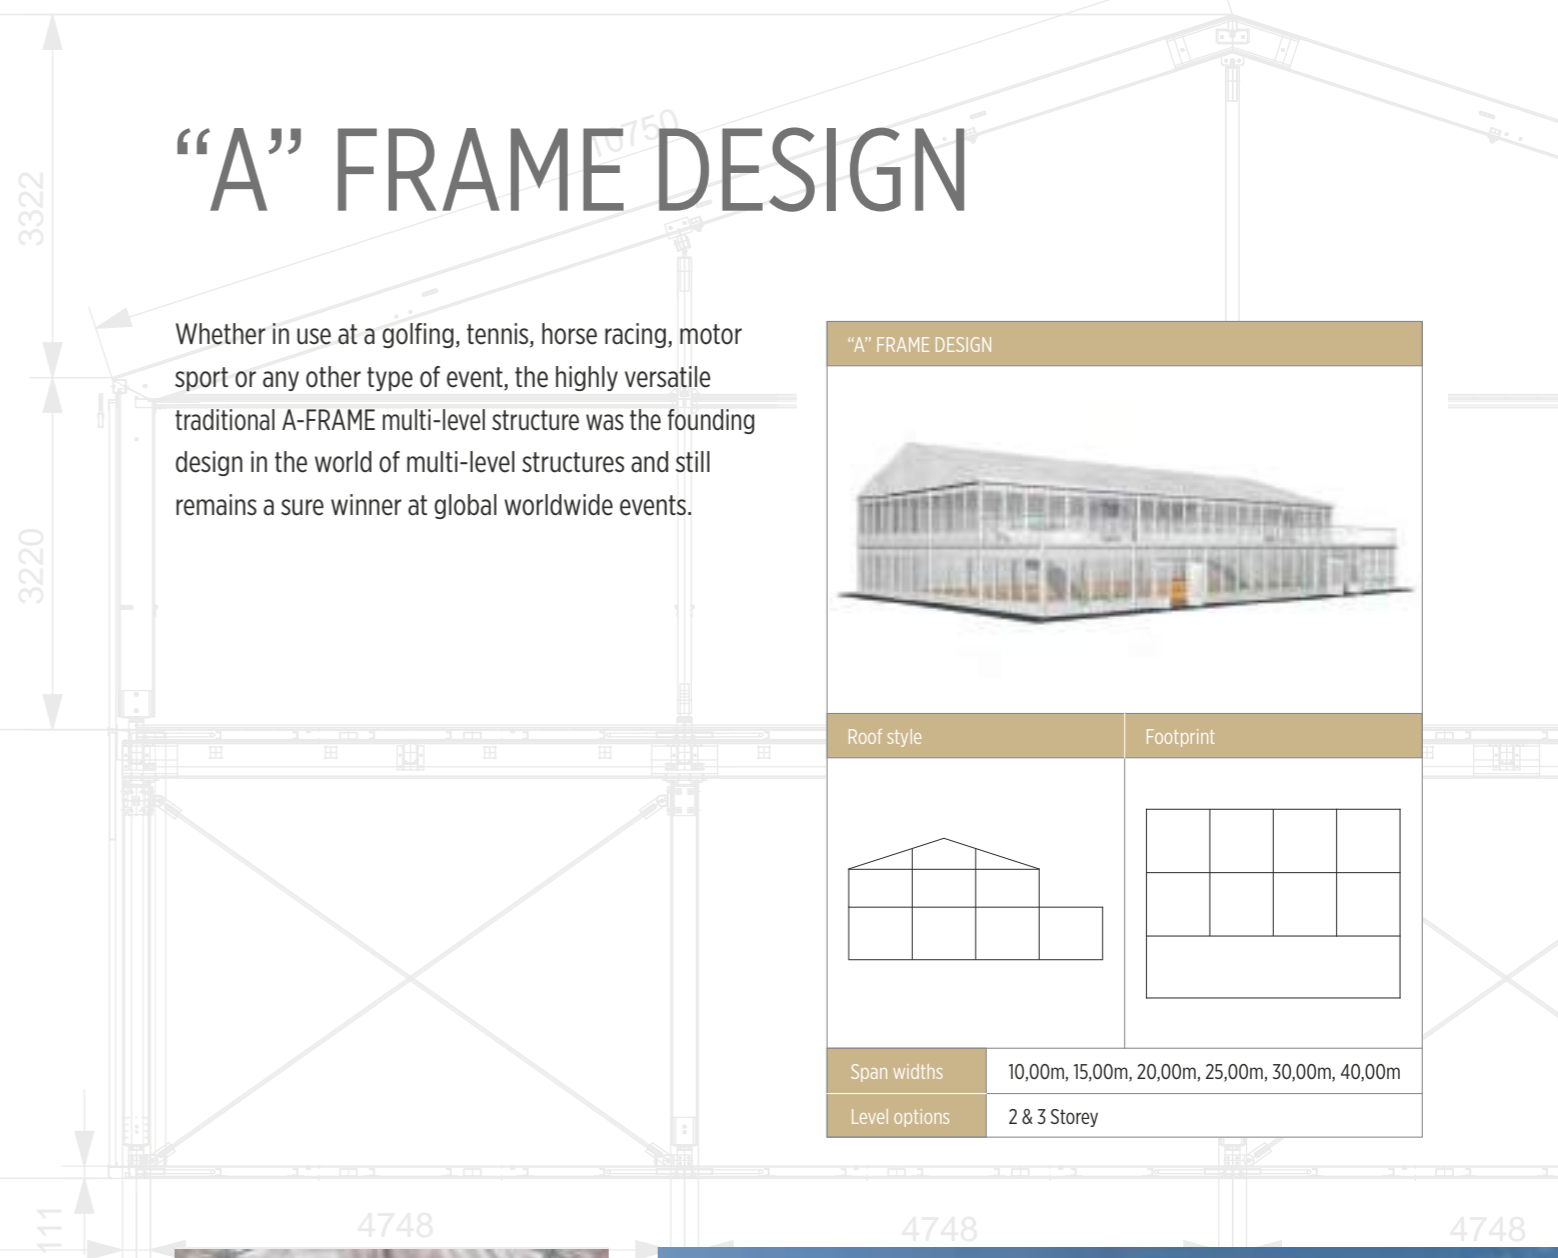 “A” FRAME DESIGN
10750
3322
3220
Whether in use at a golfing, tennis, horse racing, motor
sport or any other type of event, the highly versatile
traditional A-FRAME multi-level structure was the founding
design in the world of multi-level structures and still
remains a sure winner at global worldwide events.
“A” FRAME DESIGN
Roof style
Footprint
Span widths
10,00m, 15,00m, 20,00m, 25,00m, 30,00m, 40,00m
Level options
2 & 3 Storey
111
4748
4748
4748